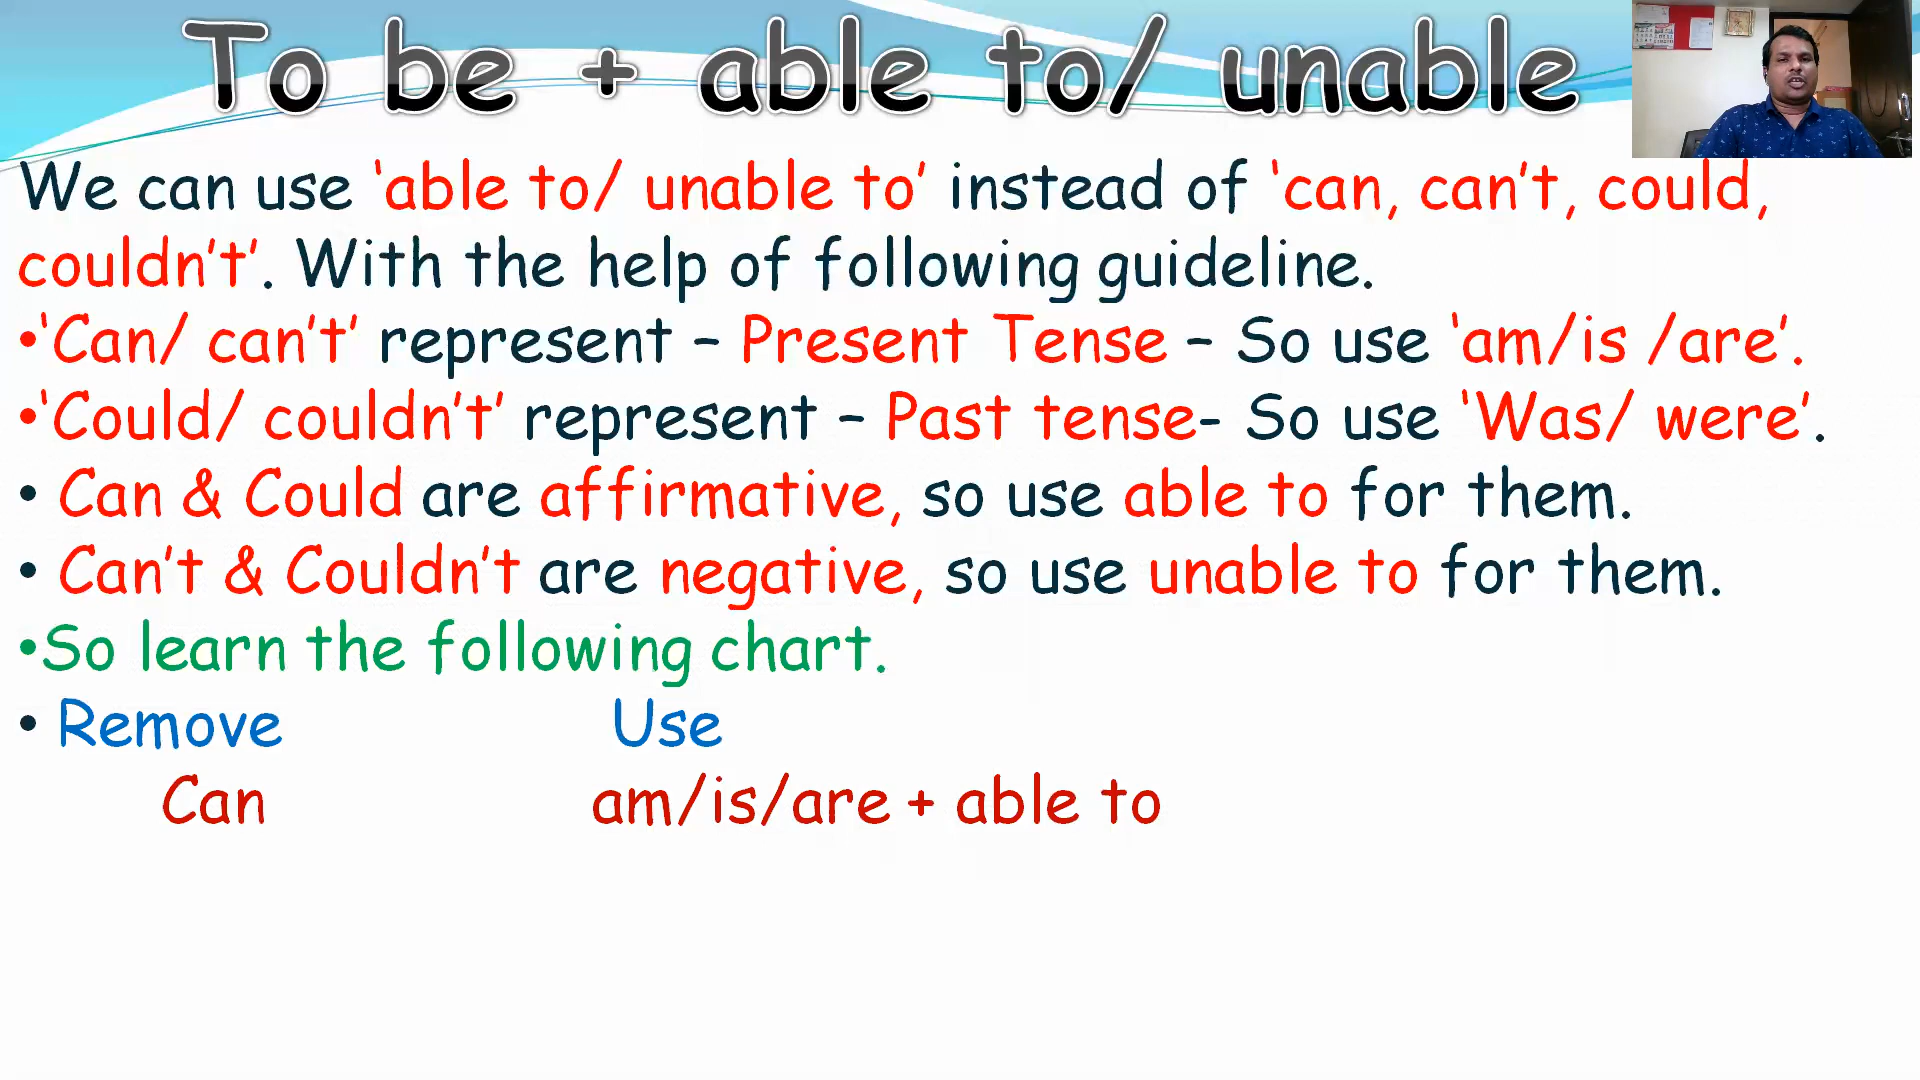 To be + able to/ unable
We can use ‘able to/ unable to’ instead of ‘can, can’t, could,
couldn’t’. With the help of following guideline.
•‘Can/ can’t’ represent – Present Tense – So use ‘am/is /are’.
•‘Could/ couldn’t’ represent – Past tense- So use ‘Was/ were’.
• Can & Could are affirmative, so use able to for them.
• Can’t & Couldn’t are negative, so use unable to for them.
•So learn the following chart.
• Remove Use
Can am/is/are + able to